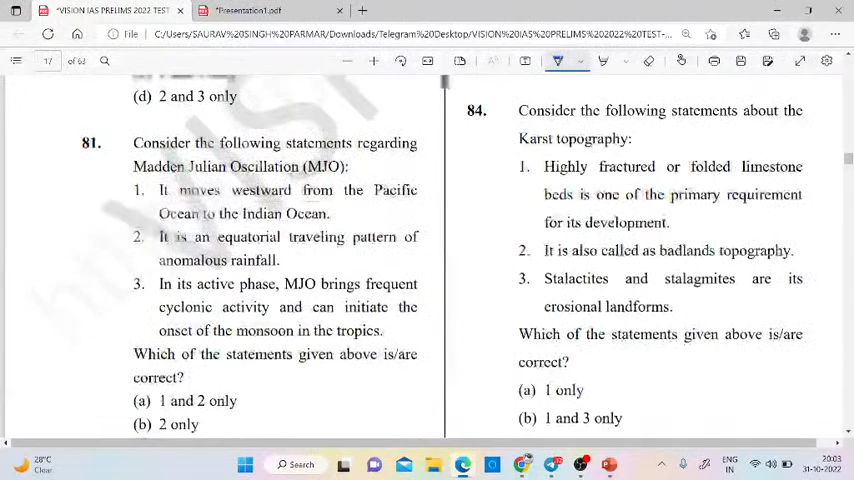 *VISION IAS PRELIMS 2022 TEST
*Presentation1.pdf
File
C:/Users/SAURAV%20SINGH%20PARMAR/Downloads/Telegram%20Desktop/VISION%20IAS%20PRELIMS%202022%20TEST-...
17 of 63
(d) 2 and 3 only
81. Consider the following statements regarding
Madden Julian Oscillation (MJO):
1. It moves westward from the Pacific
Ocean to the Indian Ocean.
2. It is an equatorial traveling pattern of
anomalous rainfall.
3. In its active phase, MJO brings frequent
cyclonic activity and can initiate the
onset of the monsoon in the tropics.
Which of the statements given above is/are
correct?
(a) 1 and 2 only
(b) 2 only
84. Consider the following statements about the
Karst topography:
1. Highly fractured or folded limestone
beds is one of the primary requirement
for its development.
2. It is also called as badlands topography.
3. Stalactites and stalagmites are its
erosional landforms.
Which of the statements given above is/are
correct?
(a) 1 only
(b) 1 and 3 only
28°C
Clear
Search
ENG
IN
20:03
31-10-2022